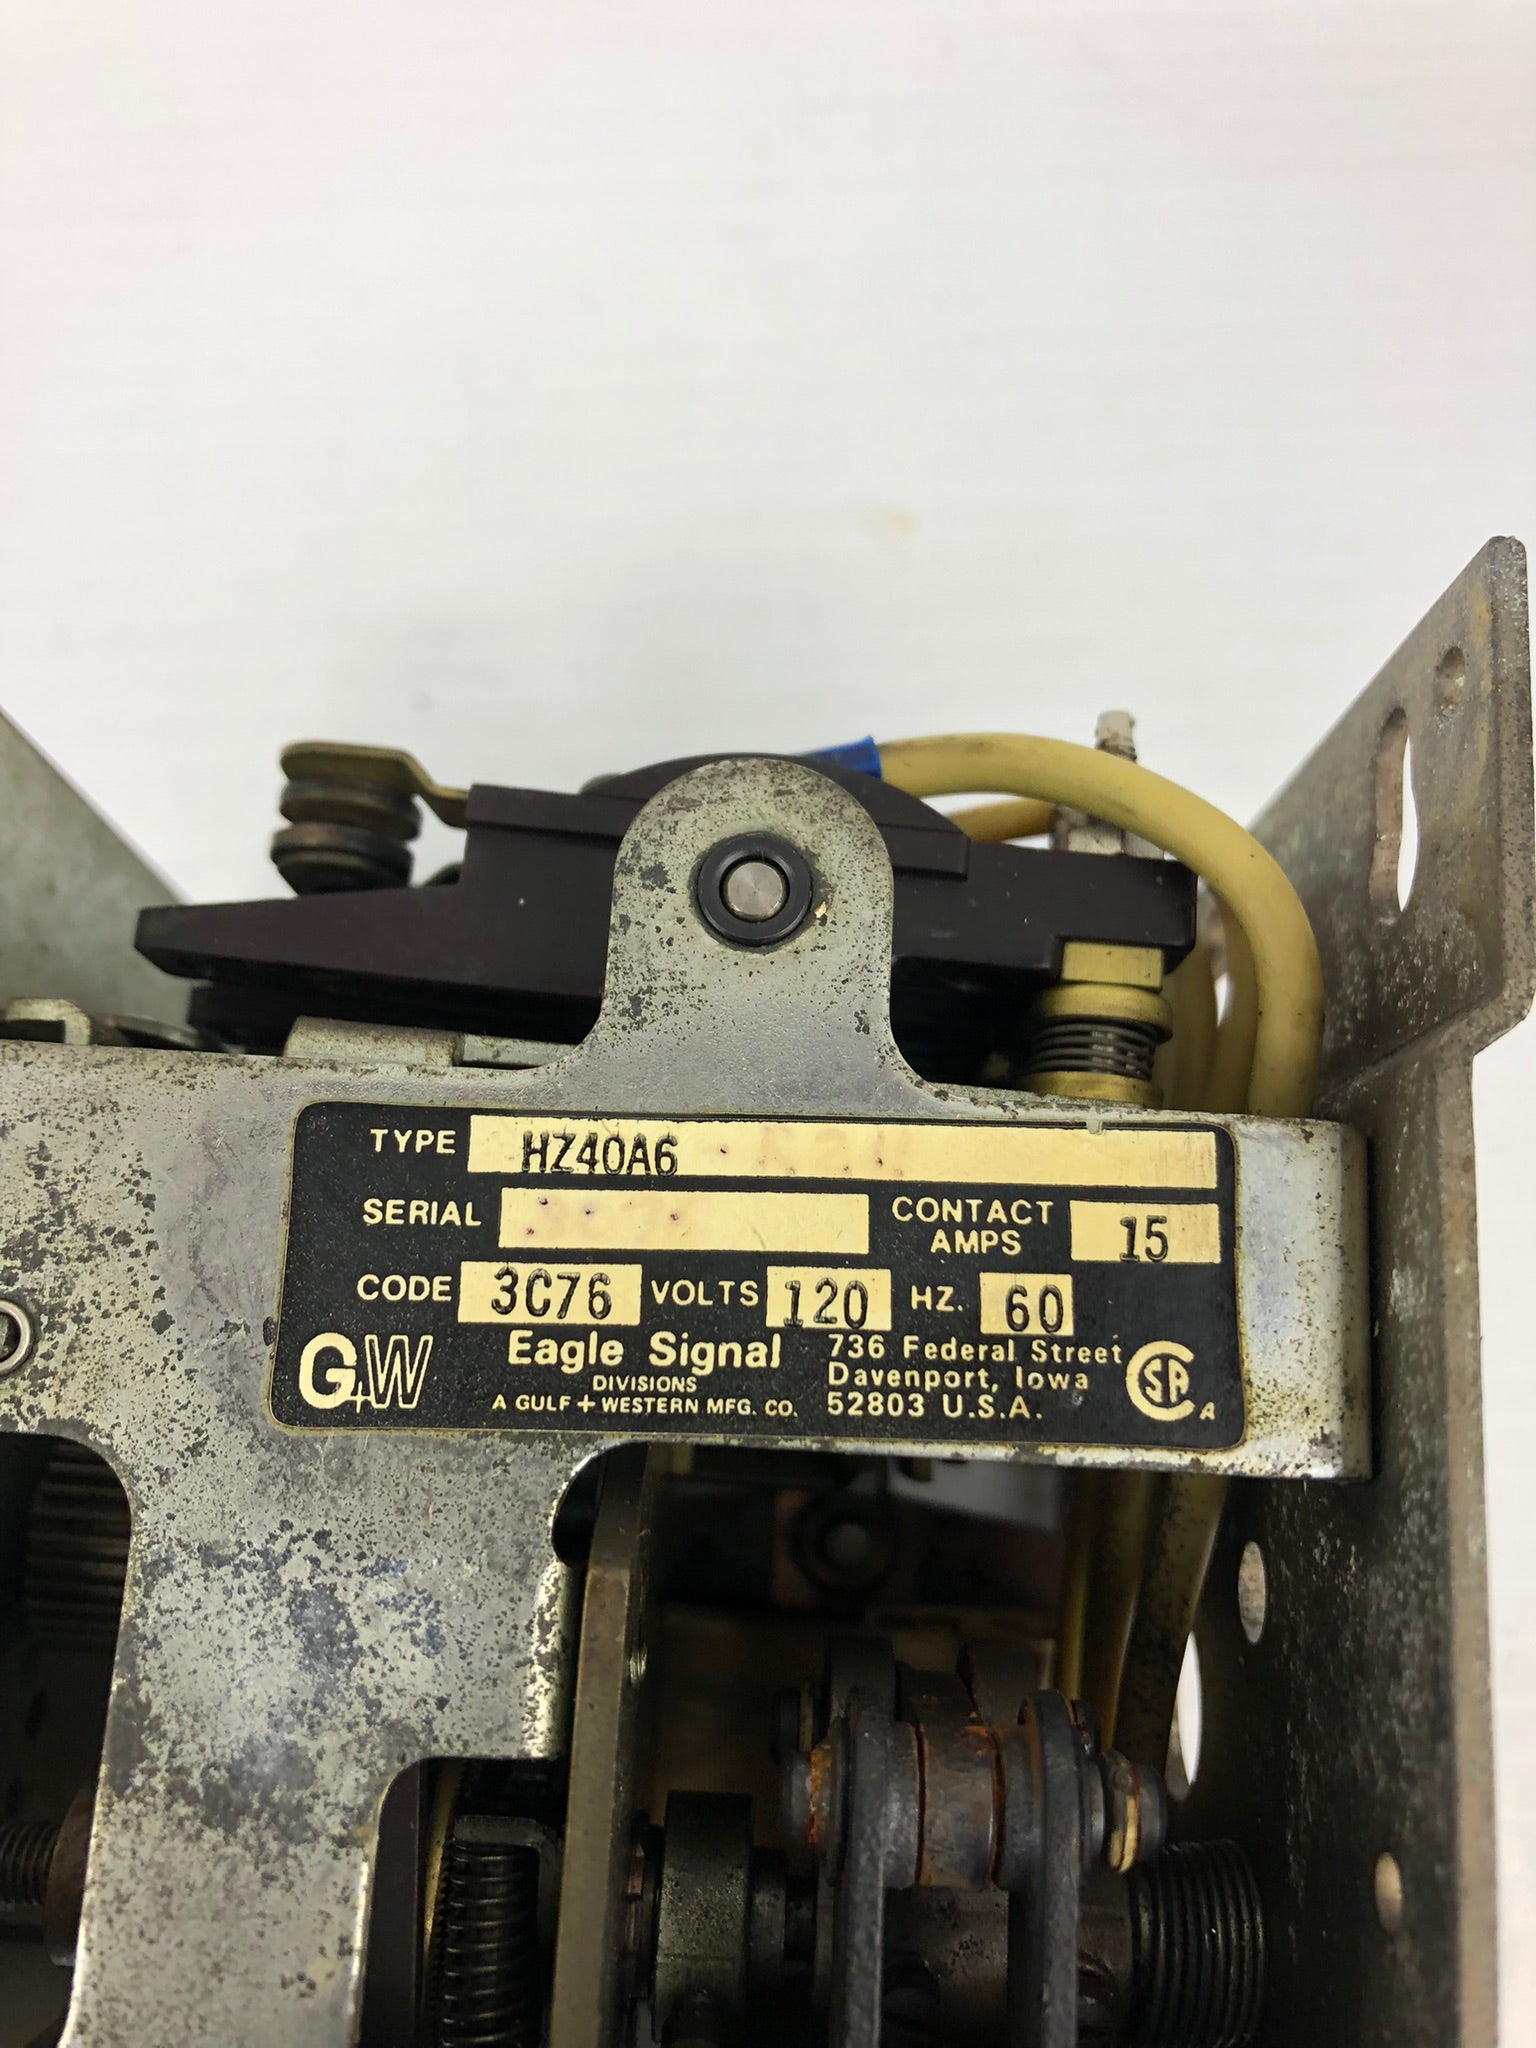 TYPE HZ40A6
SERIAL
CONTACT AMPS 15
CODE 3C76 VOLTS 120 HZ. 60
G+W
Eagle Signal
DIVISIONS
A GULF + WESTERN MFG. CO.
736 Federal Street
Davenport, Iowa
52803 U.S.A.
CSA A